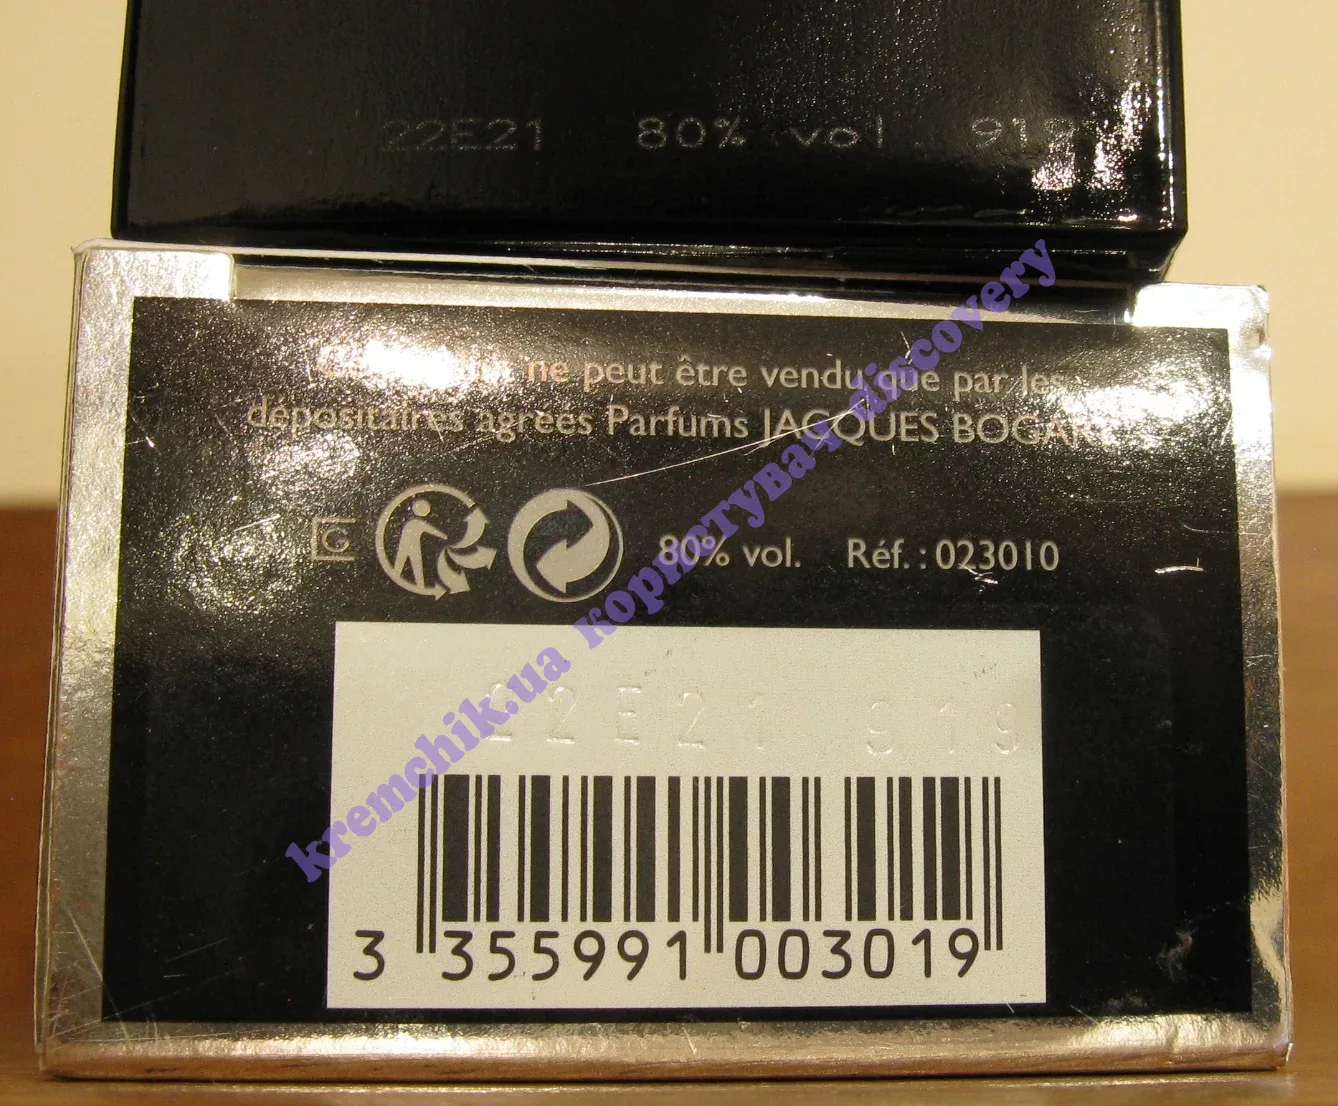 22E21 80% vol 919
ne peut être vendu que par les
dépositaires agréés Parfums JACQUES BOGART
80% vol. Réf. : 023010
22E21 919
3 355991 003019
kremchik.ua користувач discovery